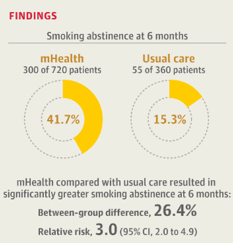 FINDINGS
Smoking abstinence at 6 months
mHealth
300 of 720 patients
41.7%
Usual care
55 of 360 patients
15.3%
mHealth compared with usual care resulted in
significantly greater smoking abstinence at 6 months:
Between-group difference, 26.4%
Relative risk, 3.0 (95% CI, 2.0 to 4.9)